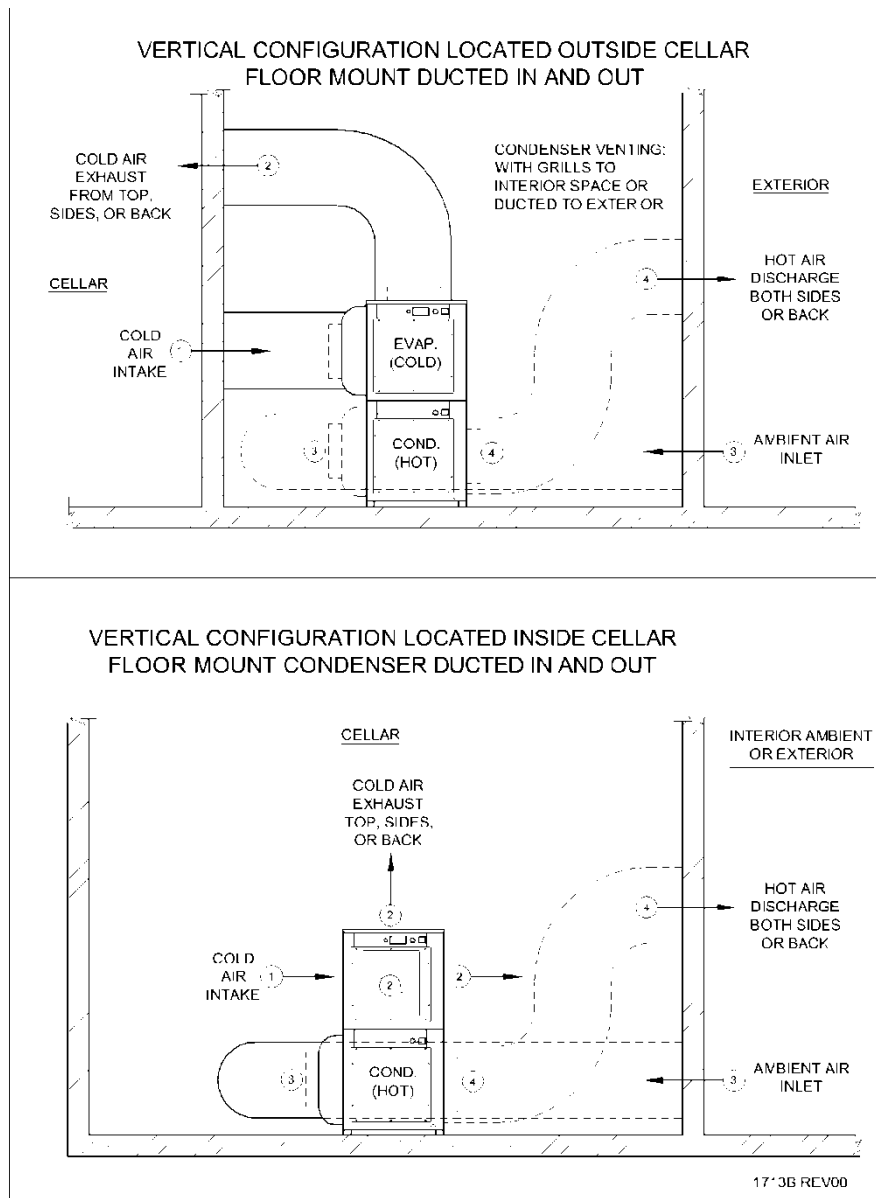 VERTICAL CONFIGURATION LOCATED OUTSIDE CELLAR
FLOOR MOUNT DUCTED IN AND OUT
COLD AIR
EXHAUST
FROM TOP,
SIDES, OR BACK
2
CONDENSER VENTING:
WITH GRILLS TO
INTERIOR SPACE OR
DUCTED TO EXTERIOR
EXTERIOR
4
HOT AIR
DISCHARGE
BOTH SIDES
OR BACK
CELLAR
COLD
AIR
INTAKE
1
EVAP.
(COLD)
3
COND.
(HOT)
4
3
AMBIENT AIR
INLET
VERTICAL CONFIGURATION LOCATED INSIDE CELLAR
FLOOR MOUNT CONDENSER DUCTED IN AND OUT
CELLAR
INTERIOR AMBIENT
OR EXTERIOR
COLD AIR
EXHAUST
TOP, SIDES,
OR BACK
2
4
HOT AIR
DISCHARGE
BOTH SIDES
OR BACK
COLD
AIR
INTAKE
1
2
2
3
COND.
(HOT)
4
3
AMBIENT AIR
INLET
1713B REV00